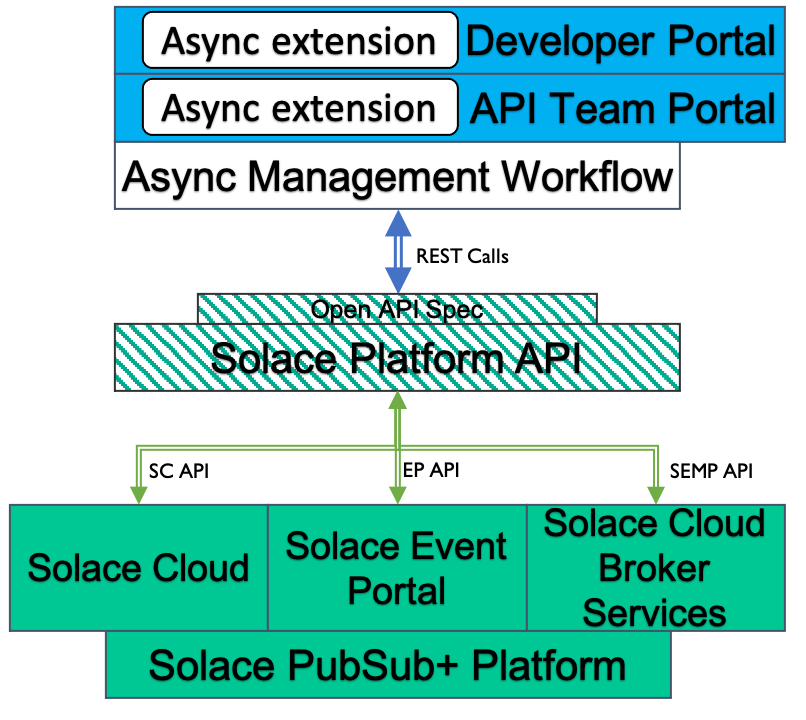 Async extension Developer Portal
Async extension API Team Portal
Async Management Workflow
REST Calls
Open API Spec
Solace Platform API
SC API
EP API
SEMP API
Solace Cloud
Solace Event
Portal
Solace Cloud
Broker
Services
Solace PubSub+ Platform